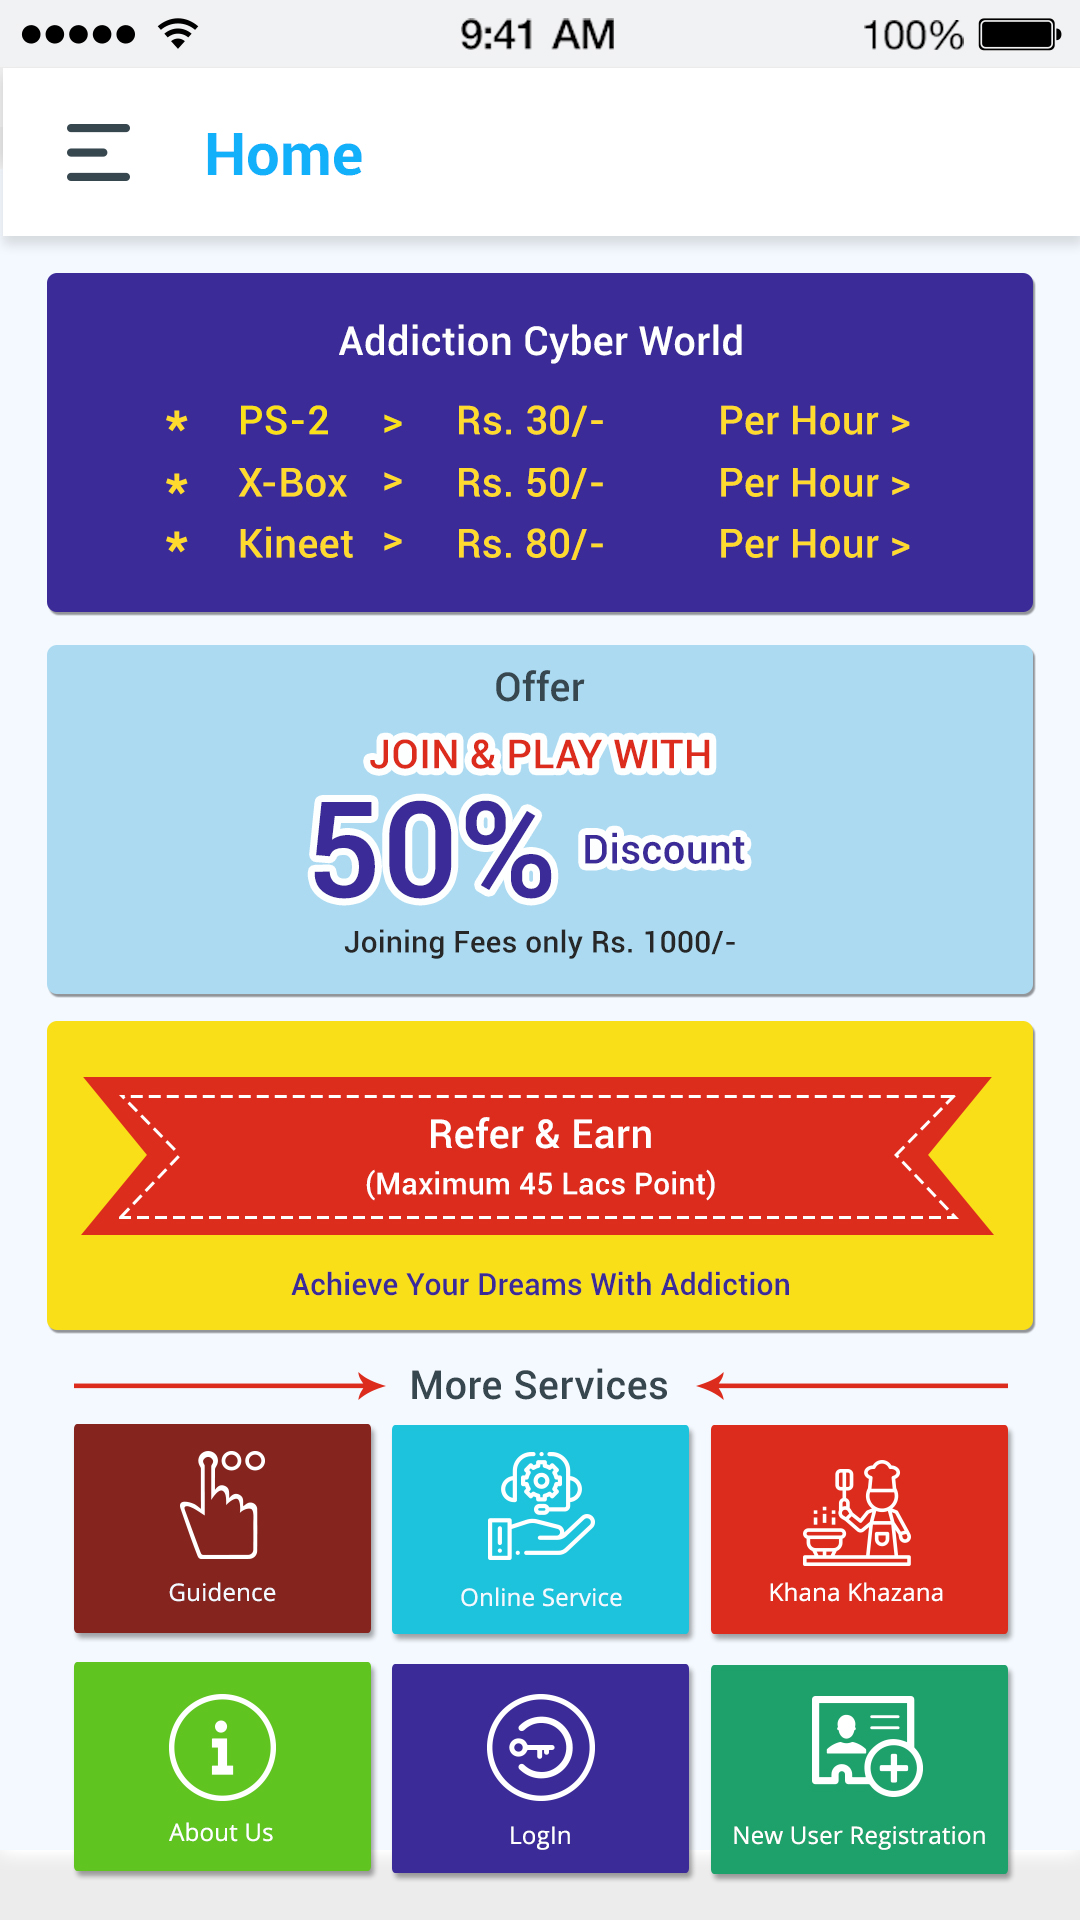 9:41 AM 100%
Home
Addiction Cyber World
* PS-2 > Rs. 30/- Per Hour >
* X-Box > Rs. 50/- Per Hour >
* Kineet > Rs. 80/- Per Hour >
Offer
JOIN & PLAY WITH
50% Discount
Joining Fees only Rs. 1000/-
Refer & Earn
(Maximum 45 Lacs Point)
Achieve Your Dreams With Addiction
More Services
Guidence
Online Service
Khana Khazana
About Us
LogIn
New User Registration